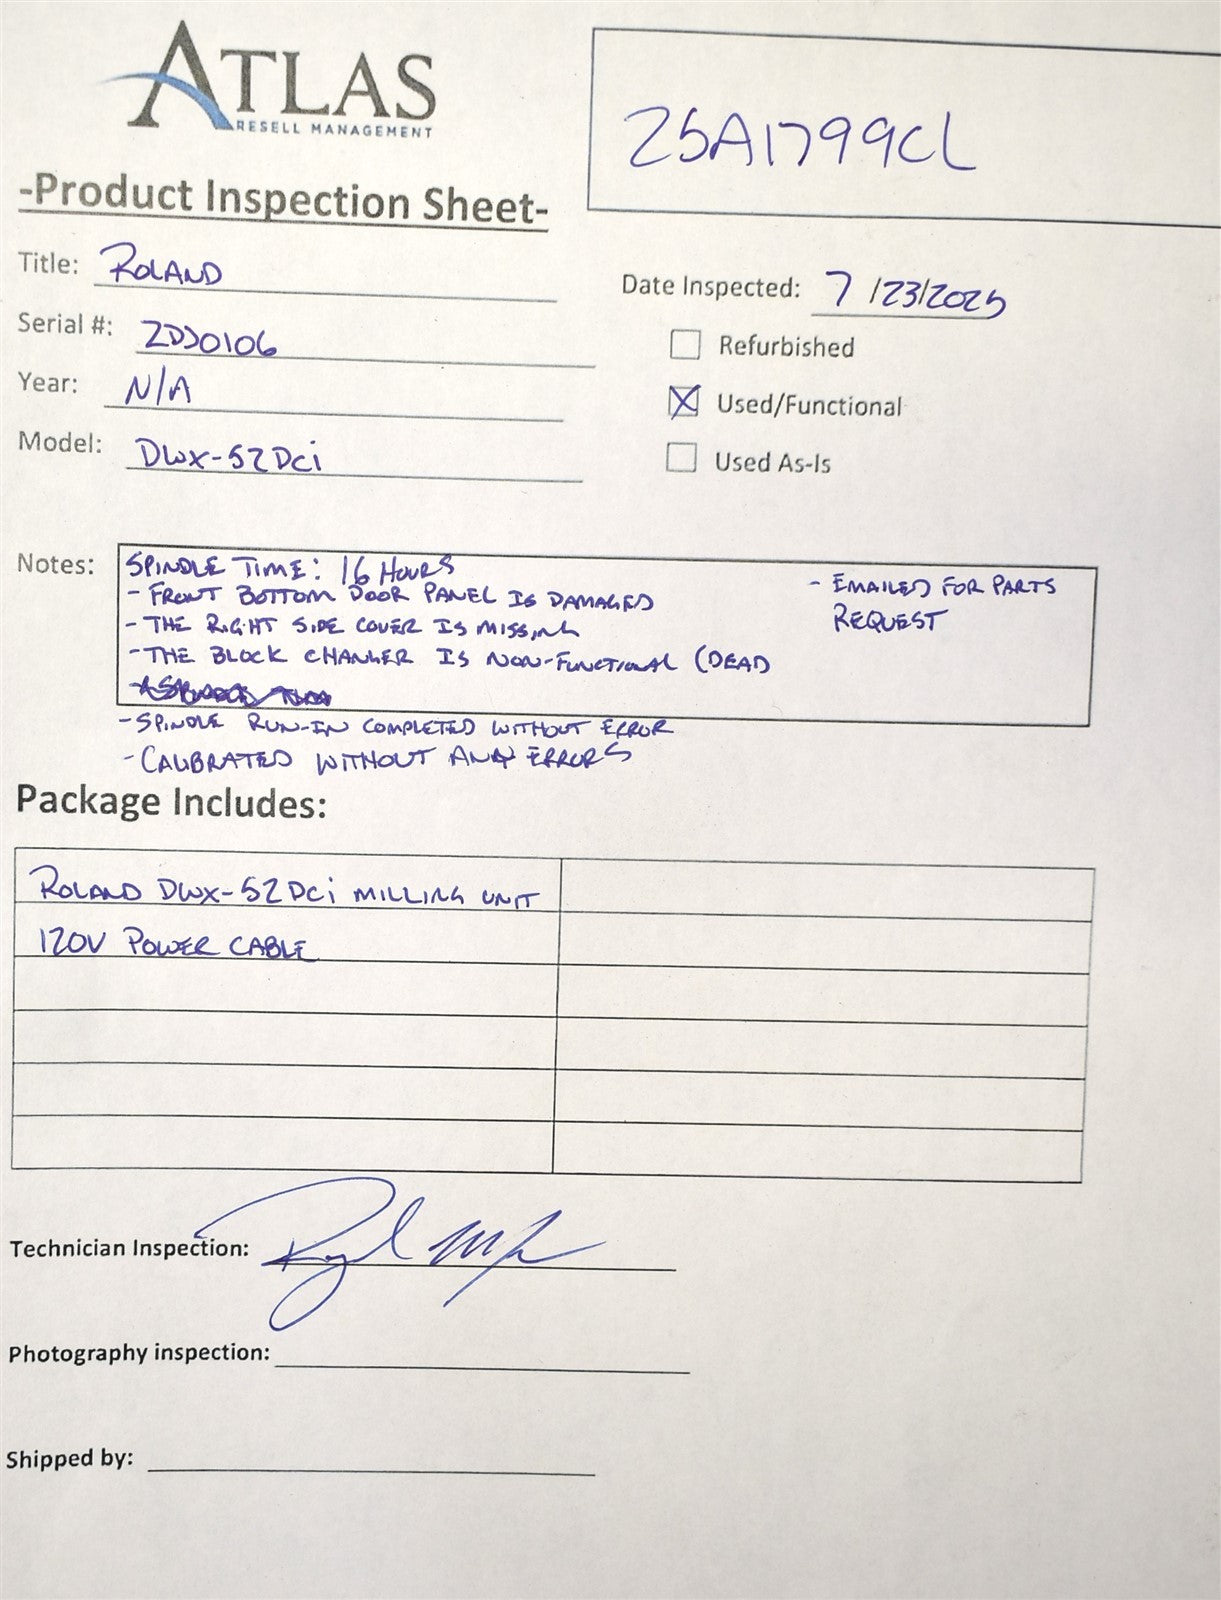 ATLAS
RESELL MANAGEMENT
25A1799CL
-Product Inspection Sheet-
Title: ROLAND
Date Inspected: 7/23/2025
Serial #: ZDD0106
Refurbished
Year: N/A
Used/Functional
Model: DWX-52DCi
Used As-Is
Notes:
SPINDLE TIME: 16 HOURS
- FRONT BOTTOM DOOR PANEL IS DAMAGED
- THE RIGHT SIDE COVER IS MISSING
- THE BLOCK CHANGER IS NON-FUNCTIONAL (DEAD
- SPINDLE RUN-IN COMPLETED WITHOUT ERROR
- CALIBRATED WITHOUT ANY ERRORS
- EMAILED FOR PARTS
REQUEST
Package Includes:
ROLAND DWX-52DCi MILLING UNIT
120V POWER CABLE
Technician Inspection:
Photography inspection:
Shipped by: